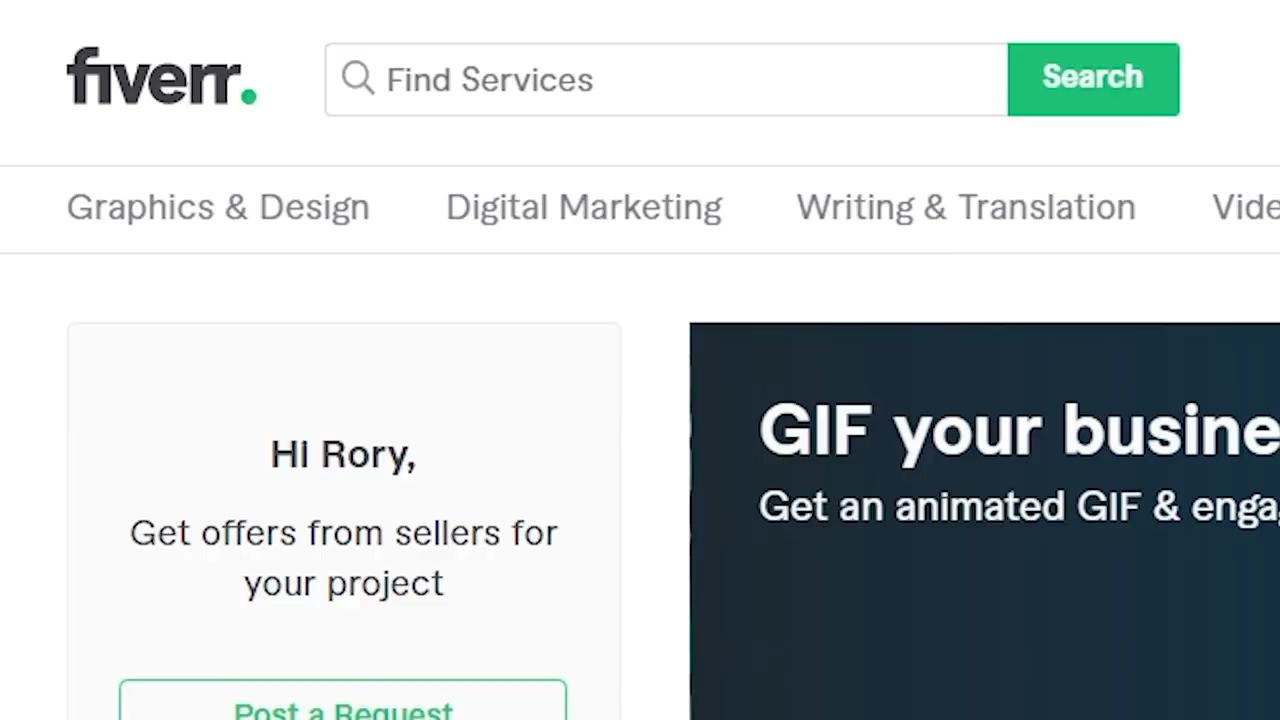 fiverr.
Find Services
Search
Graphics & Design
Digital Marketing
Writing & Translation
Vide
Hi Rory,
Get offers from sellers for
your project
Post a Request
GIF your busine
Get an animated GIF & enga